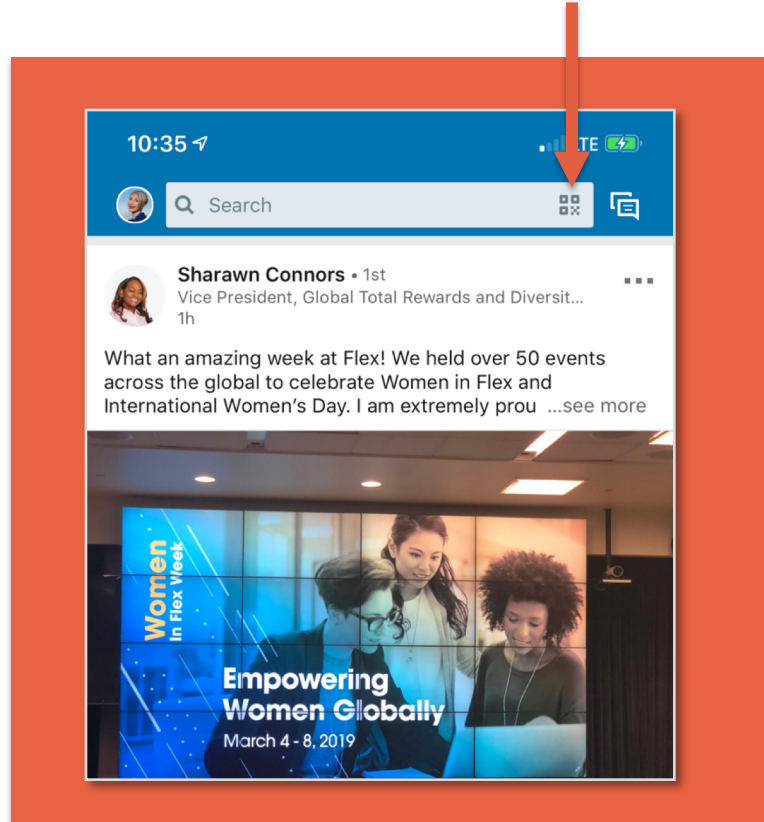 10:35
LTE
Search
Sharawn Connors • 1st
Vice President, Global Total Rewards and Diversit...
1h
What an amazing week at Flex! We held over 50 events
across the global to celebrate Women in Flex and
International Women's Day. I am extremely prou ...see more
Women
In Flex Week
Empowering
Women Globally
March 4 - 8, 2019